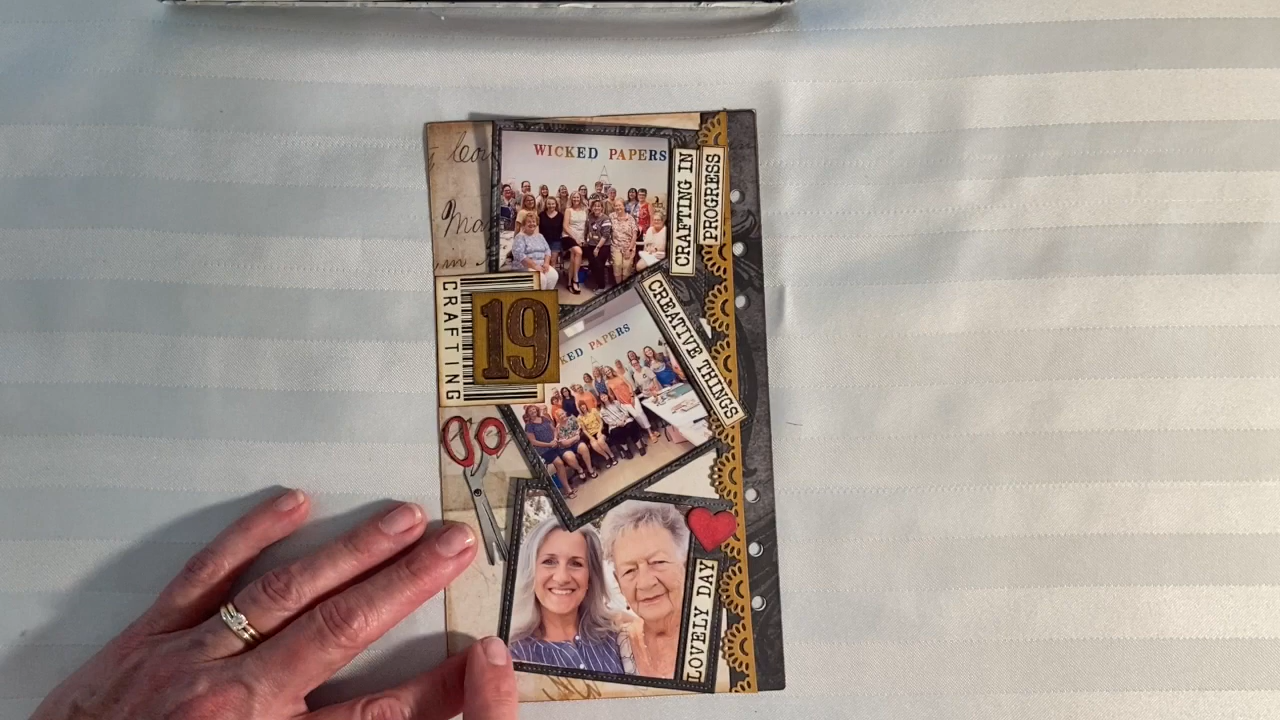 WICKED PAPERS
CRAFTING IN
PROGRESS
CRAFTING
19
CREATIVE THINGS
KED PAPERS
LOVELY DAY